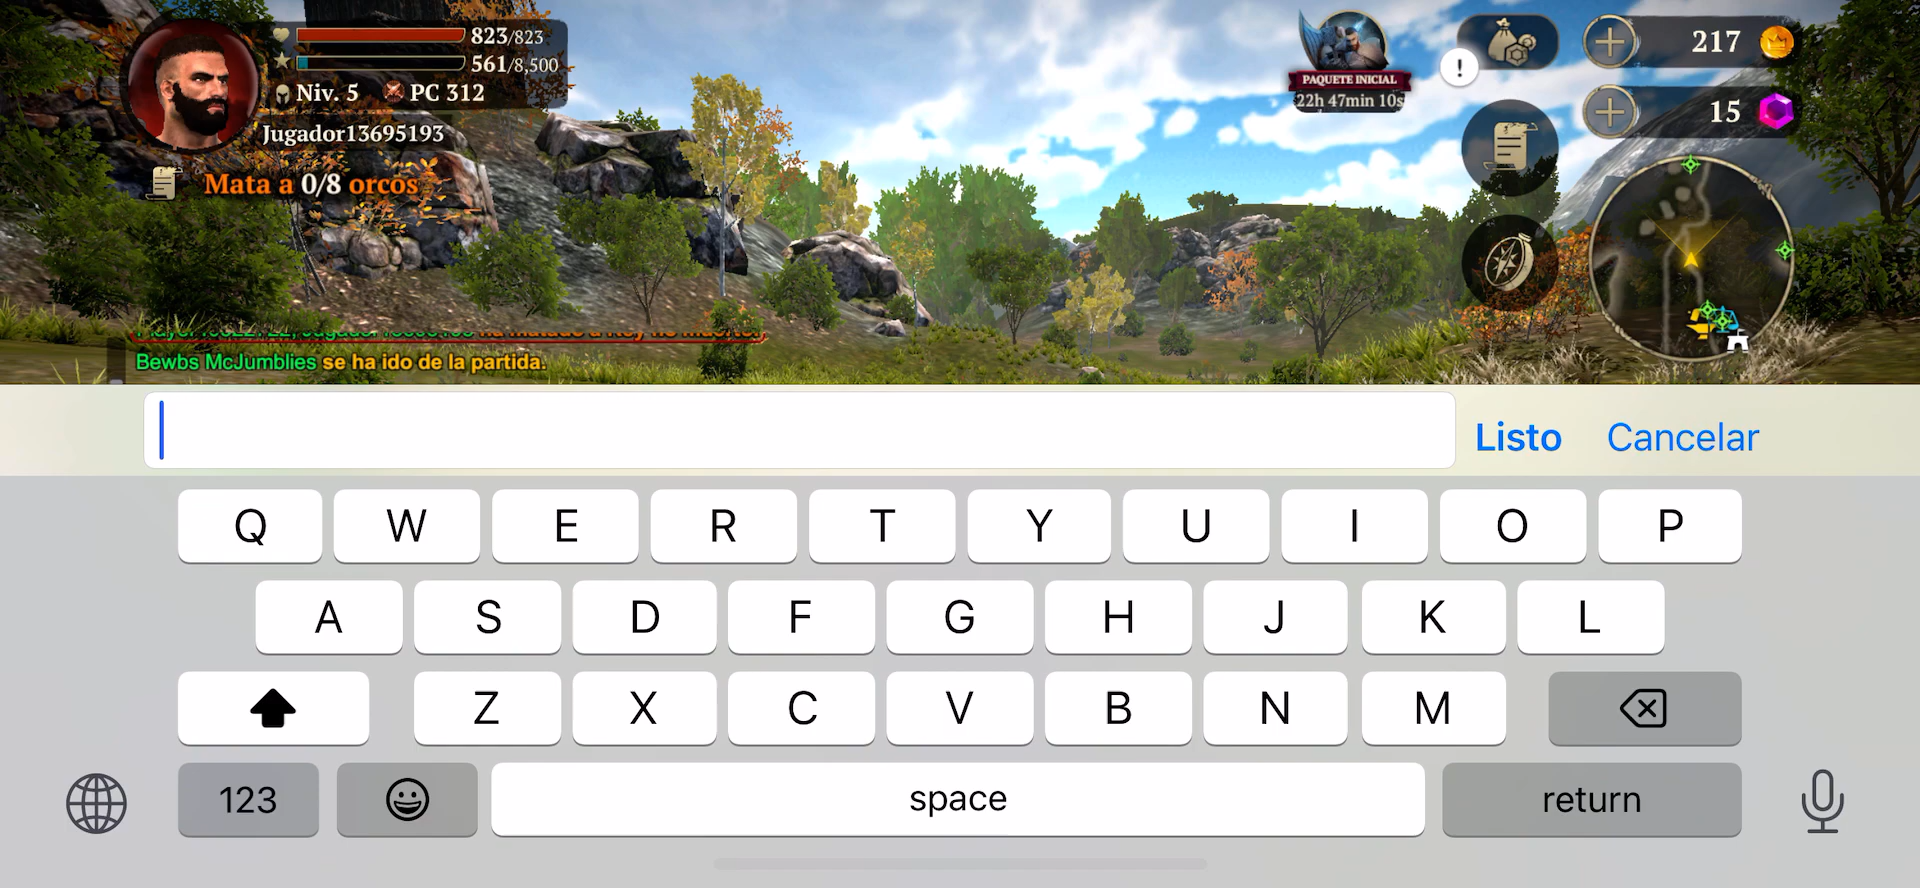 823/823
561/8,500
Niv. 5 PC 312
Jugador13695193
Mata a 0/8 orcos
PAQUETE INICIAL
22h 47min 10s
!
217
15
Bewbs McJumblies se ha ido de la partida.
Listo Cancelar
Q W E R T Y U I O P
A S D F G H J K L
Z X C V B N M
123 space return